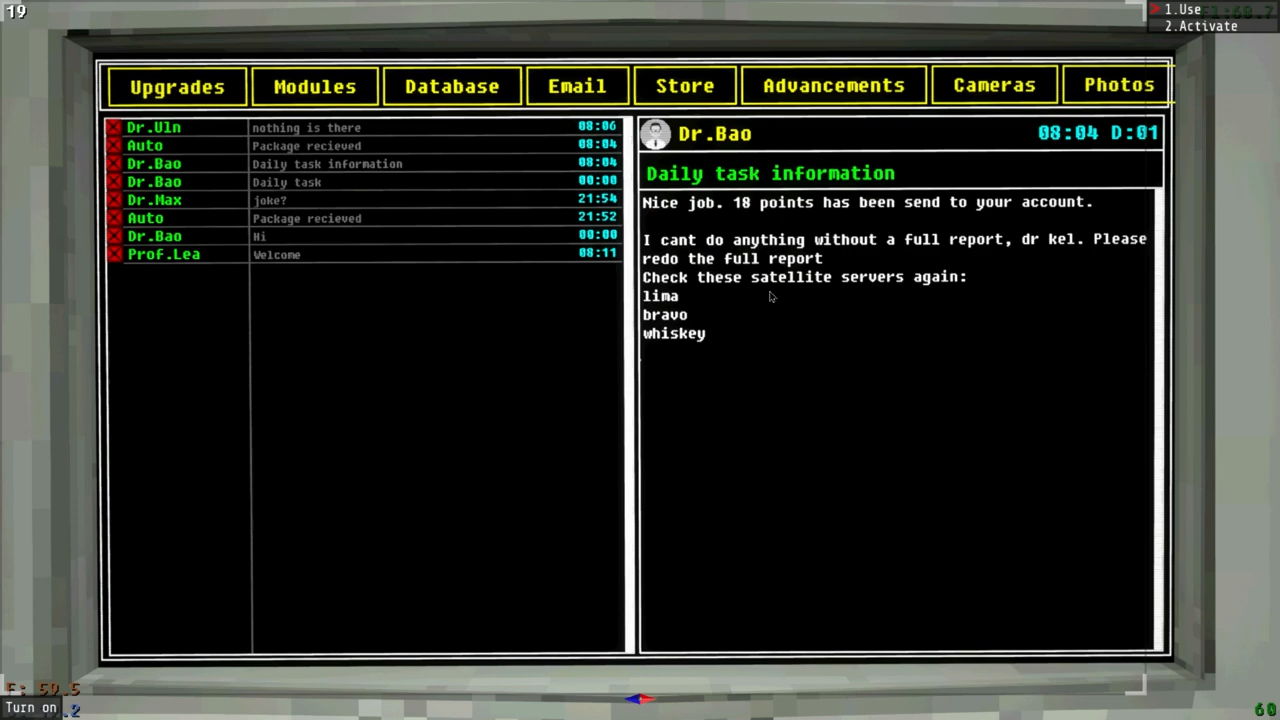 19
1.Use
2.Activate
Upgrades Modules Database Email Store Advancements Cameras Photos
Dr.Uln nothing is there 08:06
Auto Package recieved 08:04
Dr.Bao Daily task information 08:04
Dr.Bao Daily task 00:00
Dr.Max joke? 21:54
Auto Package recieved 21:52
Dr.Bao Hi 00:00
Prof.Lea Welcome 08:11
Dr.Bao 08:04 D:01
Daily task information
Nice job. 18 points has been send to your account.
I cant do anything without a full report, dr kel. Please
redo the full report
Check these satellite servers again:
lima
bravo
whiskey
Turn on
60